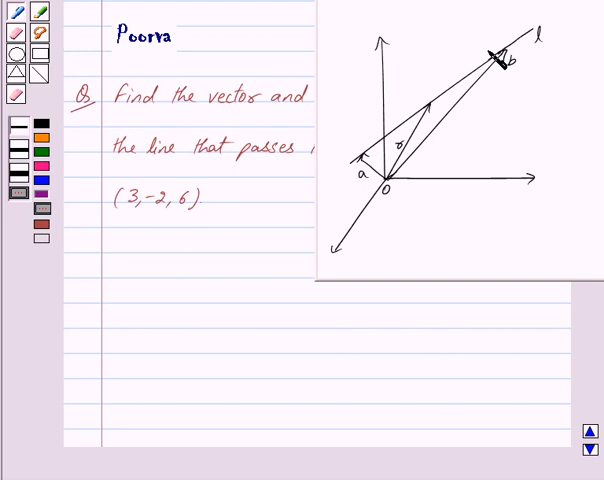 Poorva
Q. Find the vector and
the line that passes
(3,-2,6).
l
b
r
a
O